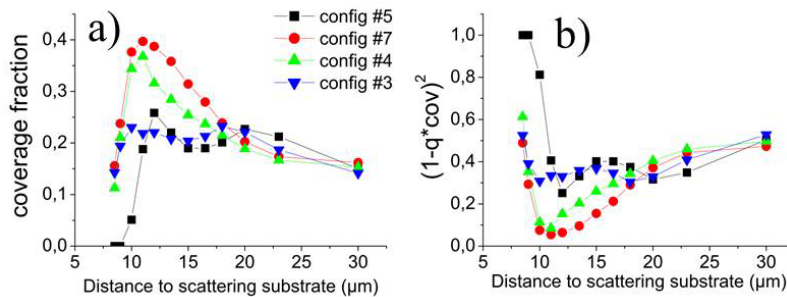 a)
config #5
config #7
config #4
config #3
coverage fraction
0,4
0,3
0,2
0,1
0,0
5 10 15 20 25 30
Distance to scattering substrate (µm)
b)
(1-q*cov)²
1,0
0,8
0,6
0,4
0,2
0,0
5 10 15 20 25 30
Distance to scattering substrate (µm)